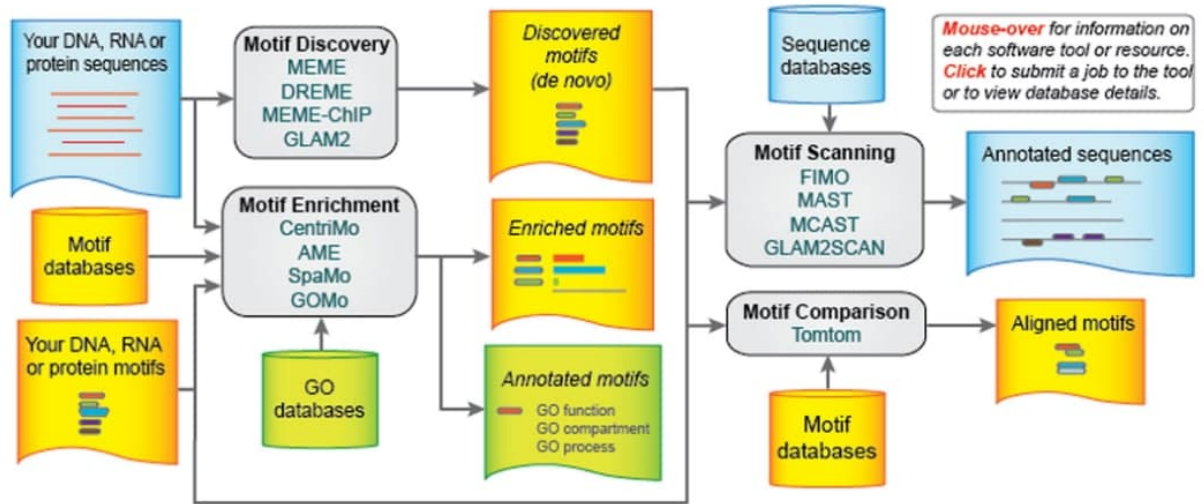 Your DNA, RNA or
protein sequences
Motif Discovery
MEME
DREME
MEME-ChIP
GLAM2
Discovered
motifs
(de novo)
Sequence
databases
Mouse-over for information on
each software tool or resource.
Click to submit a job to the tool
or to view database details.
Motif Scanning
FIMO
MAST
MCAST
GLAM2SCAN
Annotated sequences
Motif
databases
Motif Enrichment
CentriMo
AME
SpaMo
GOMo
Enriched motifs
Your DNA, RNA
or protein motifs
GO
databases
Annotated motifs
GO function
GO compartment
GO process
Motif Comparison
Tomtom
Aligned motifs
Motif
databases